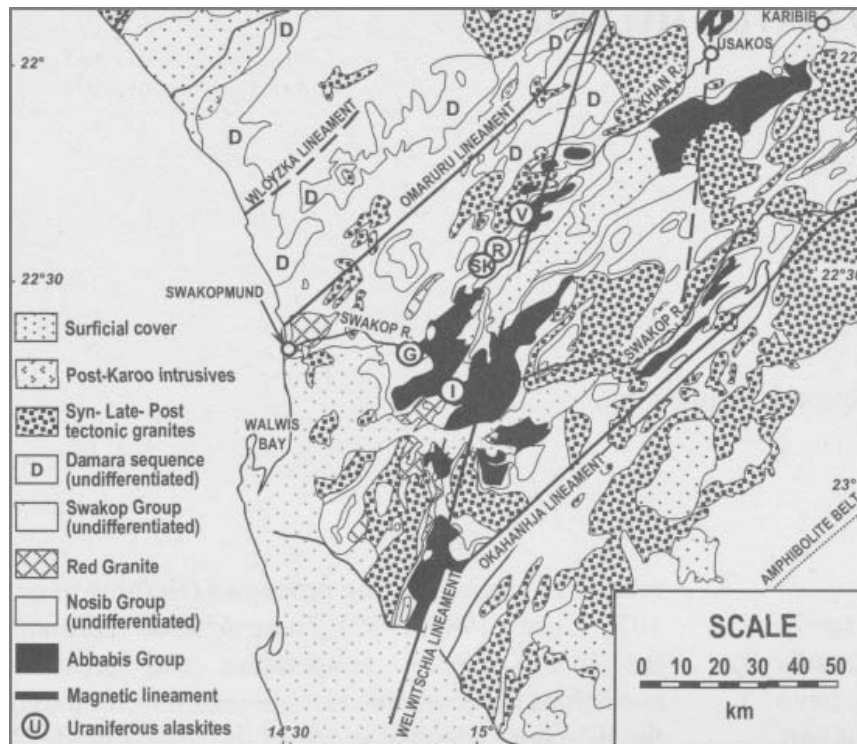 KARIBIB
USAKOS
22°
22
D
D
D
D
D
D
D
D
D
KHAN R.
WLOYZKA LINEAMENT
OMARURU LINEAMENT
V
R
SK
22°30
22°30
SWAKOPMUND
SWAKOP R.
SWAKOP R.
G
I
WALWIS
BAY
OKAHANHJA LINEAMENT
WELWITSCHIA LINEAMENT
23°
AMPHIBOLITE BELT
14°30
15°
Surficial cover
Post-Karoo intrusives
Syn- Late- Post
tectonic granites
D Damara sequence
(undifferentiated)
Swakop Group
(undifferentiated)
Red Granite
Nosib Group
(undifferentiated)
Abbabis Group
Magnetic lineament
U Uraniferous alaskites
SCALE
0 10 20 30 40 50
km